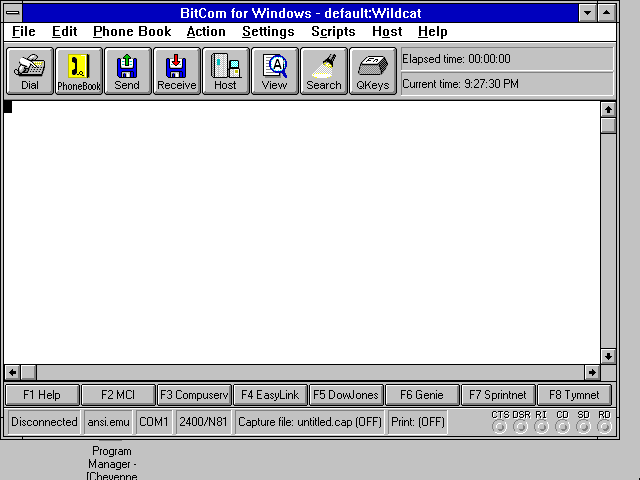 BitCom for Windows - default:Wildcat
File Edit Phone Book Action Settings Scripts Host Help
Dial PhoneBook Send Receive Host View Search QKeys
Elapsed time: 00:00:00
Current time: 9:27:30 PM
F1 Help F2 MCI F3 Compuserv F4 EasyLink F5 DowJones F6 Genie F7 Sprintnet F8 Tymnet
Disconnected ansi.emu COM1 2400/N81 Capture file: untitled.cap (OFF) Print: (OFF) CTS DSR RI CD SD RD
Program
Manager -
[Cheyenne